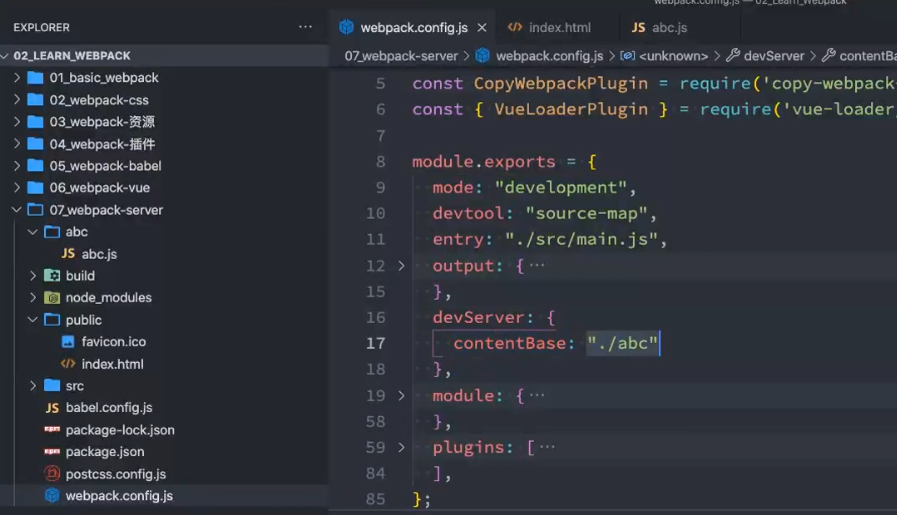 webpack.config.js — 02_Learn_Webpack
EXPLORER
webpack.config.js
index.html
JS abc.js
02_LEARN_WEBPACK
07_webpack-server > webpack.config.js > <unknown> > devServer > contentBa
01_basic_webpack
02_webpack-css
03_webpack-资源
04_webpack-插件
05_webpack-babel
06_webpack-vue
07_webpack-server
abc
JS abc.js
build
node_modules
public
favicon.ico
index.html
src
JS babel.config.js
package-lock.json
package.json
postcss.config.js
webpack.config.js
5 const CopyWebpackPlugin = require('copy-webpack-
6 const { VueLoaderPlugin } = require('vue-loader
7
8 module.exports = {
9 mode: "development",
10 devtool: "source-map",
11 entry: "./src/main.js",
12 output: { ···
15 },
16 devServer: {
17 contentBase: "./abc"
18 },
19 module: { ···
58 },
59 plugins: [ ···
84 ],
85 };